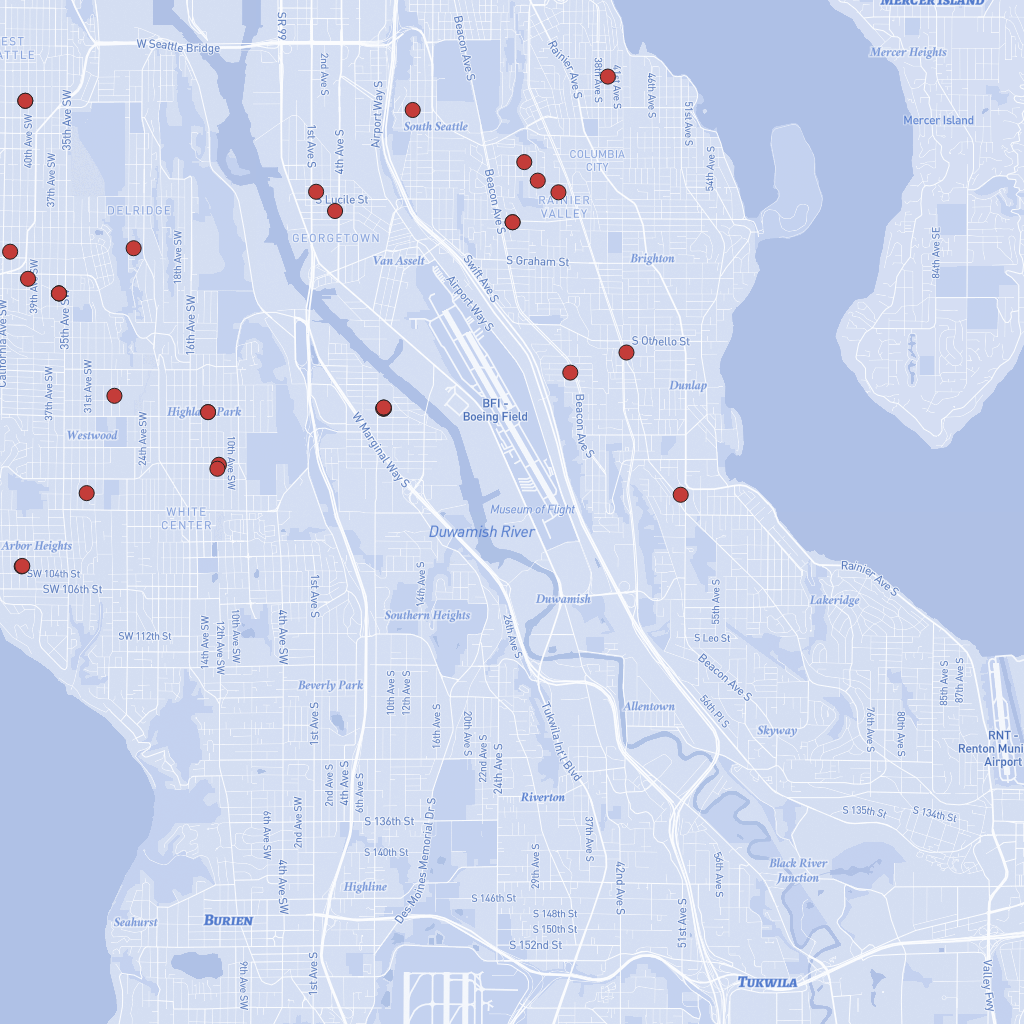 MERCER ISLAND
W Seattle Bridge
SR 99
Beacon Ave S
Rainier Ave S
Mercer Heights
2nd Ave S
38th Ave S
41st Ave S
46th Ave S
Airport Way S
35th Ave SW
40th Ave SW
South Seattle
51st Ave S
Mercer Island
1st Ave S
4th Ave S
COLUMBIA
CITY
54th Ave S
37th Ave SW
Beacon Ave S
S Lucile St
RAINIER
VALLEY
DELRIDGE
GEORGETOWN
18th Ave SW
84th Ave SE
Van Asselt
S Graham St
Brighton
Swift Ave S
Airport Way S
39th Ave SW
35th Ave S
16th Ave SW
California Ave SW
S Othello St
37th Ave SW
31st Ave SW
Dunlap
BFI -
Boeing Field
Beacon Ave S
Highland Park
Westwood
24th Ave SW
10th Ave SW
W Marginal Way S
WHITE
CENTER
Museum of Flight
Duwamish River
Arbor Heights
SW 104th St
SW 106th St
14th Ave S
1st Ave S
Rainier Ave S
Duwamish
Southern Heights
55th Ave S
Lakeridge
SW 112th St
14th Ave SW
12th Ave SW
10th Ave SW
4th Ave SW
26th Ave S
S Leo St
Beacon Ave S
Beverly Park
10th Ave S
12th Ave S
85th Ave S
87th Ave S
56th Pl S
Allentown
1st Ave S
16th Ave S
20th Ave S
22nd Ave S
24th Ave S
Tukwila Int'l Blvd
Skyway
76th Ave S
80th Ave S
RNT -
Renton Muni
Airport
2nd Ave S
4th Ave S
6th Ave S
Riverton
6th Ave SW
2nd Ave SW
S 136th St
Des Moines Memorial Dr S
37th Ave S
S 135th St
S 134th St
S 140th St
4th Ave SW
29th Ave S
42nd Ave S
56th Ave S
Black River
Junction
Highline
S 146th St
S 148th St
S 150th St
S 152nd St
51st Ave S
Seahurst
BURIEN
9th Ave SW
1st Ave S
TUKWILA
Valley Fwy